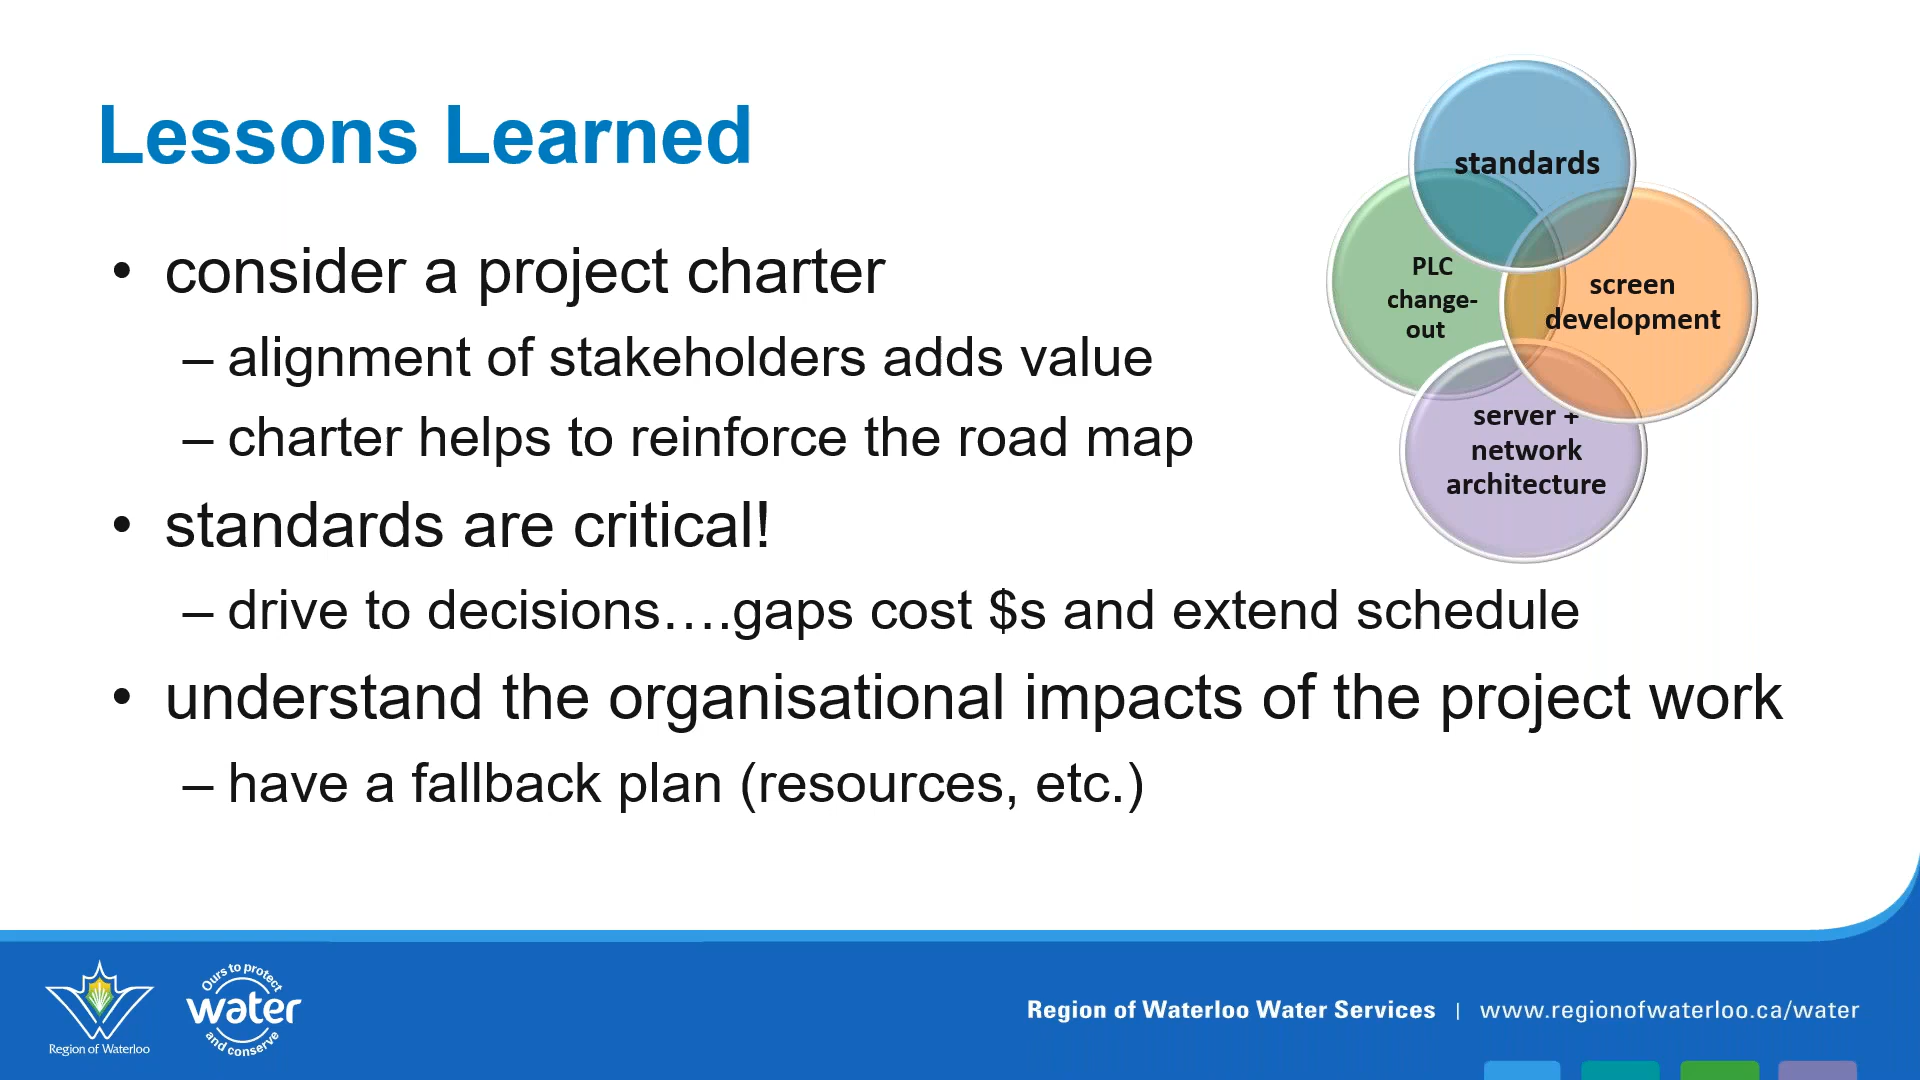 Lessons Learned
• consider a project charter
– alignment of stakeholders adds value
– charter helps to reinforce the road map
• standards are critical!
– drive to decisions….gaps cost $s and extend schedule
• understand the organisational impacts of the project work
– have a fallback plan (resources, etc.)
standards
PLC
change-
out
screen
development
server +
network
architecture
Region of Waterloo
Ours to protect
water
and conserve
Region of Waterloo Water Services | www.regionofwaterloo.ca/water